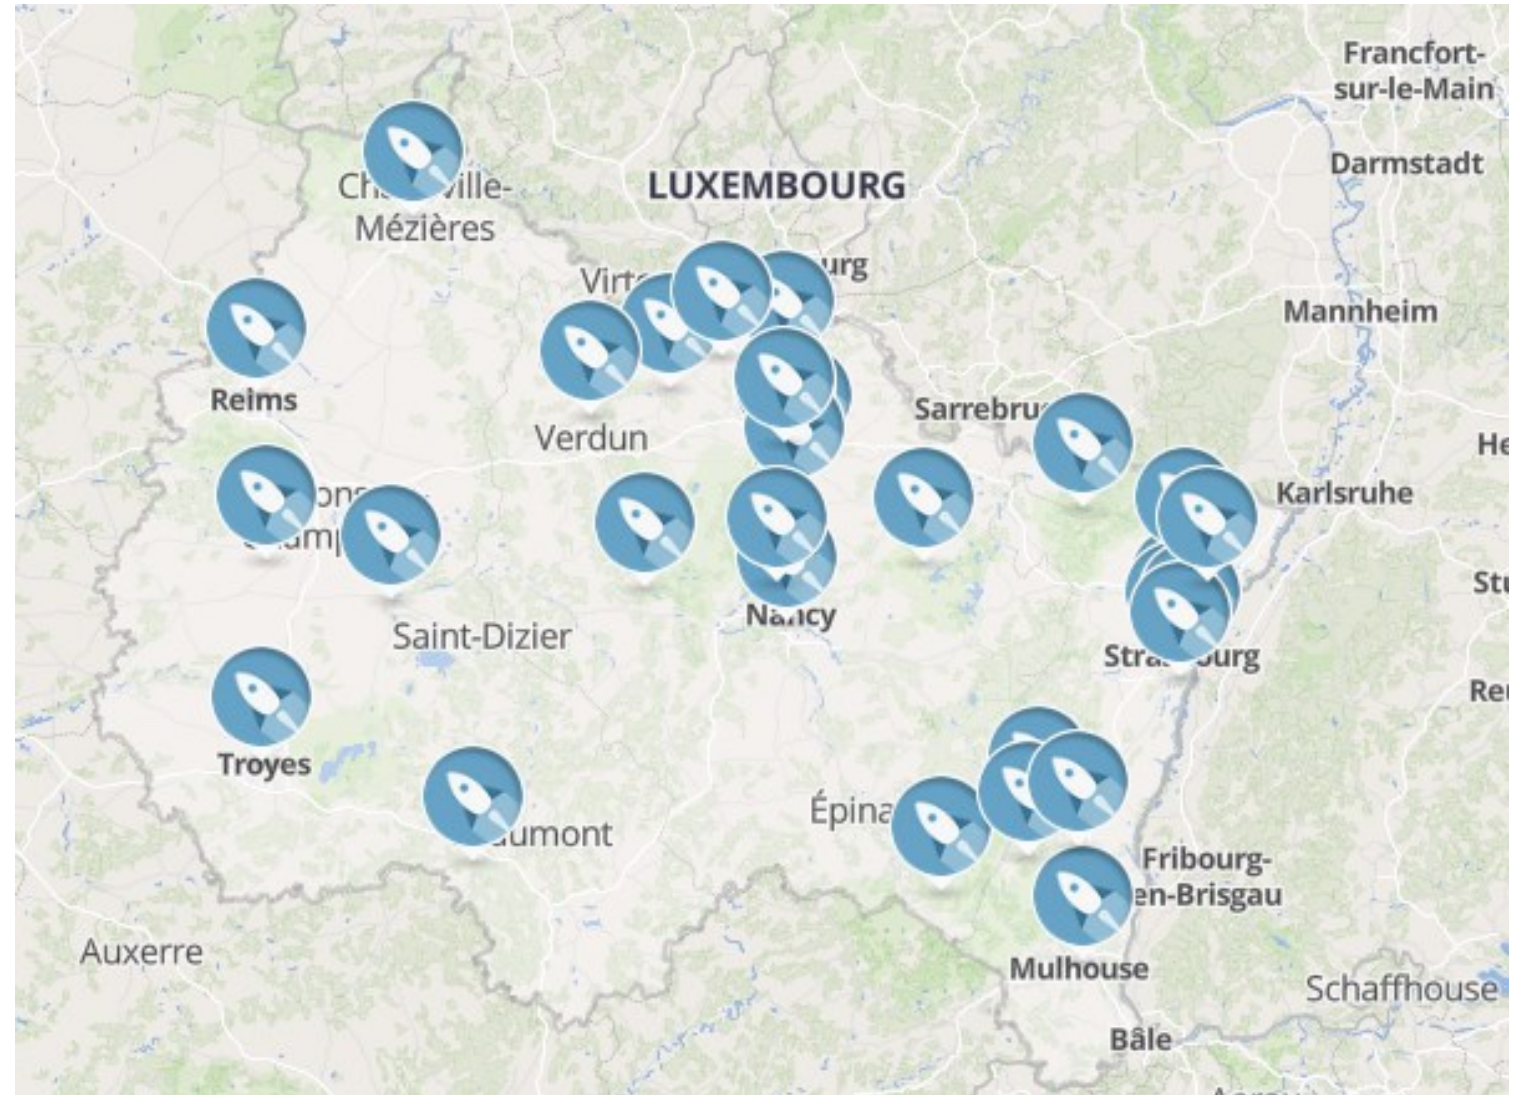 Francfort-
sur-le-Main
Darmstadt
LUXEMBOURG
Mézières
Mannheim
Reims
Verdun
Karlsruhe
Saint-Dizier
Nancy
Troyes
Fribourg-
en-Brisgau
Auxerre
Mulhouse
Schaffhouse
Bâle